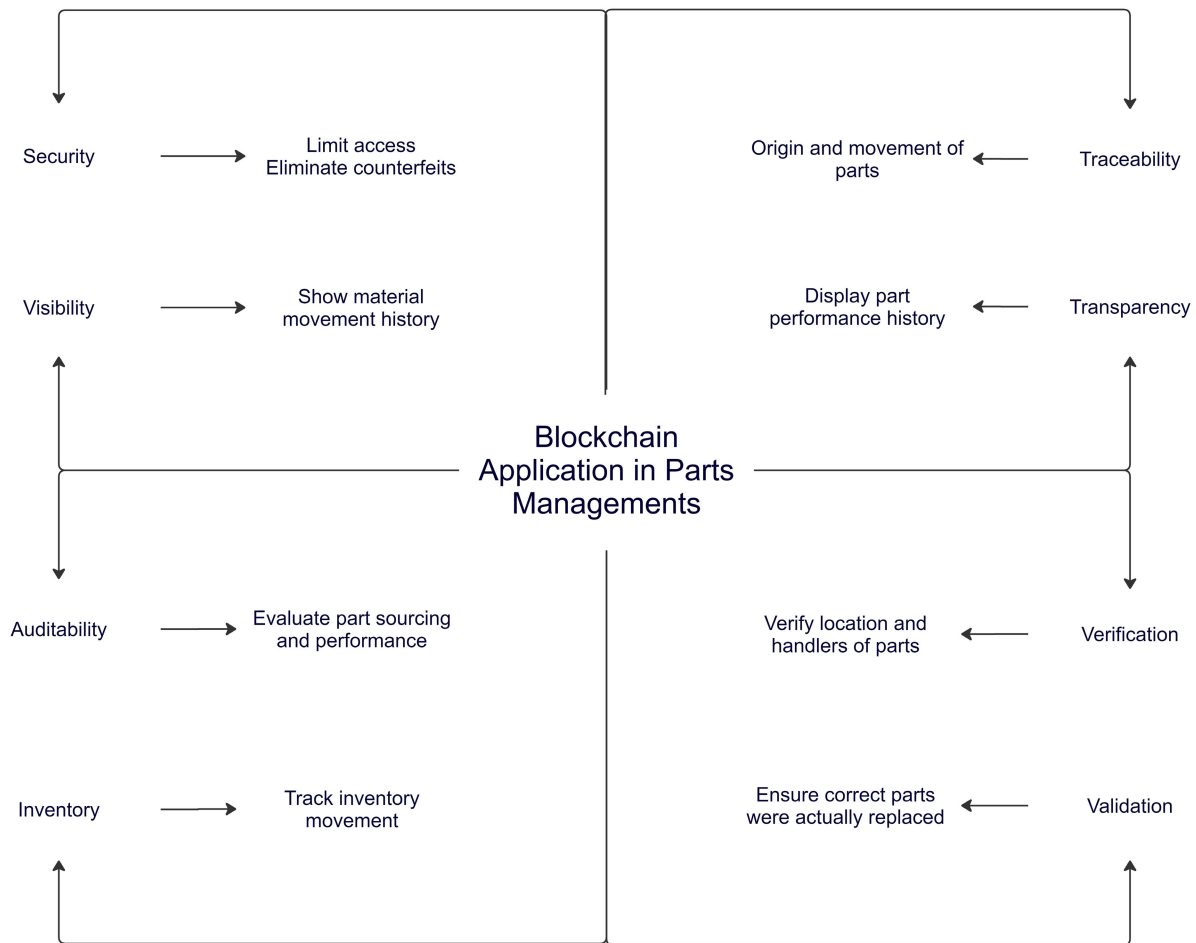 Security
Limit access
Eliminate counterfeits
Origin and movement of
parts
Traceability
Visibility
Show material
movement history
Display part
performance history
Transparency
Blockchain
Application in Parts
Managements
Auditability
Evaluate part sourcing
and performance
Verify location and
handlers of parts
Verification
Inventory
Track inventory
movement
Ensure correct parts
were actually replaced
Validation